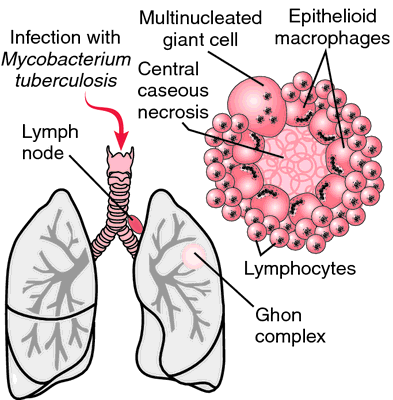 Infection with
Mycobacterium
tuberculosis
Lymph
node
Multinucleated
giant cell
Central
caseous
necrosis
Epithelioid
macrophages
Lymphocytes
Ghon
complex